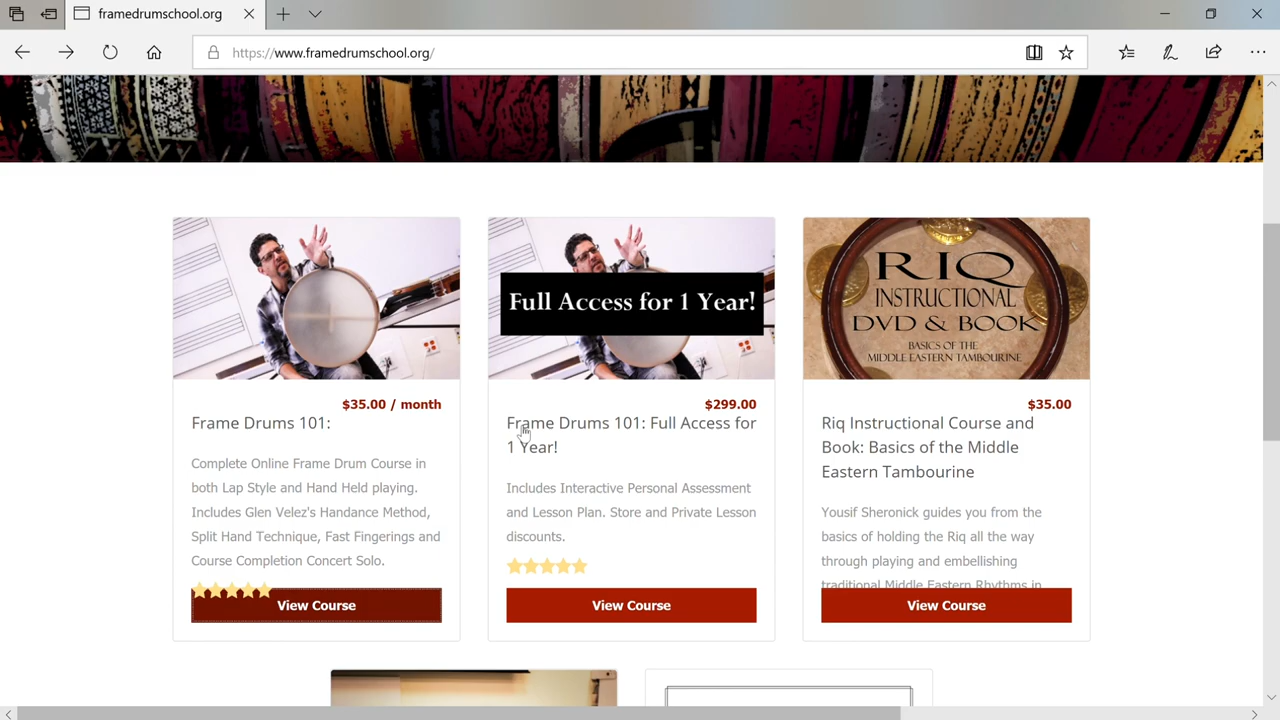 framedrumschool.org
https://www.framedrumschool.org/
Full Access for 1 Year!
RIQ
INSTRUCTIONAL
DVD & BOOK
BASICS OF THE
MIDDLE EASTERN TAMBOURINE
$35.00 / month
Frame Drums 101:
Complete Online Frame Drum Course in
both Lap Style and Hand Held playing.
Includes Glen Velez's Handance Method,
Split Hand Technique, Fast Fingerings and
Course Completion Concert Solo.
View Course
$299.00
Frame Drums 101: Full Access for
1 Year!
Includes Interactive Personal Assessment
and Lesson Plan. Store and Private Lesson
discounts.
View Course
$35.00
Riq Instructional Course and
Book: Basics of the Middle
Eastern Tambourine
Yousif Sheronick guides you from the
basics of holding the Riq all the way
through playing and embellishing
traditional Middle Eastern Rhythms in
View Course